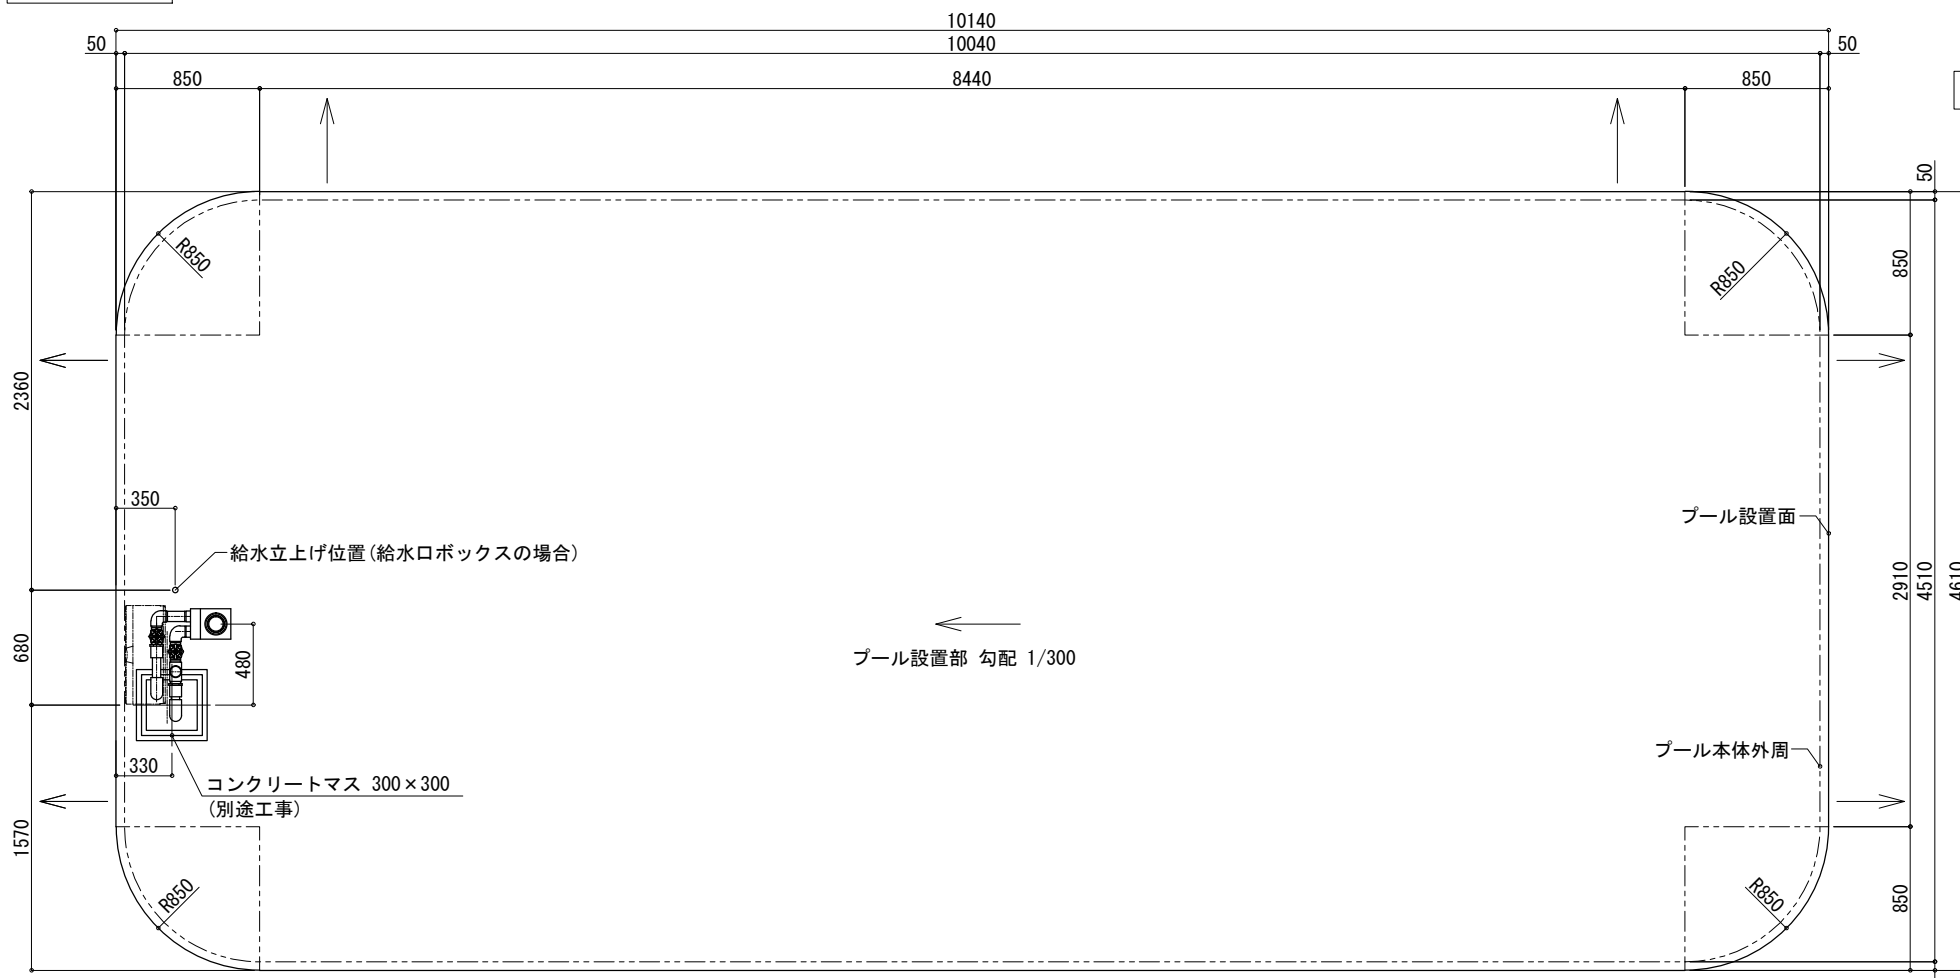 10140
50
10040
50
850
8440
850
50
R850
R850
850
2360
350
プール設置面
給水立上げ位置(給水口ボックスの場合)
2910
4510
4610
680
480
プール設置部 勾配 1/300
プール本体外周
330
コンクリートマス 300×300
(別途工事)
1570
R850
R850
850